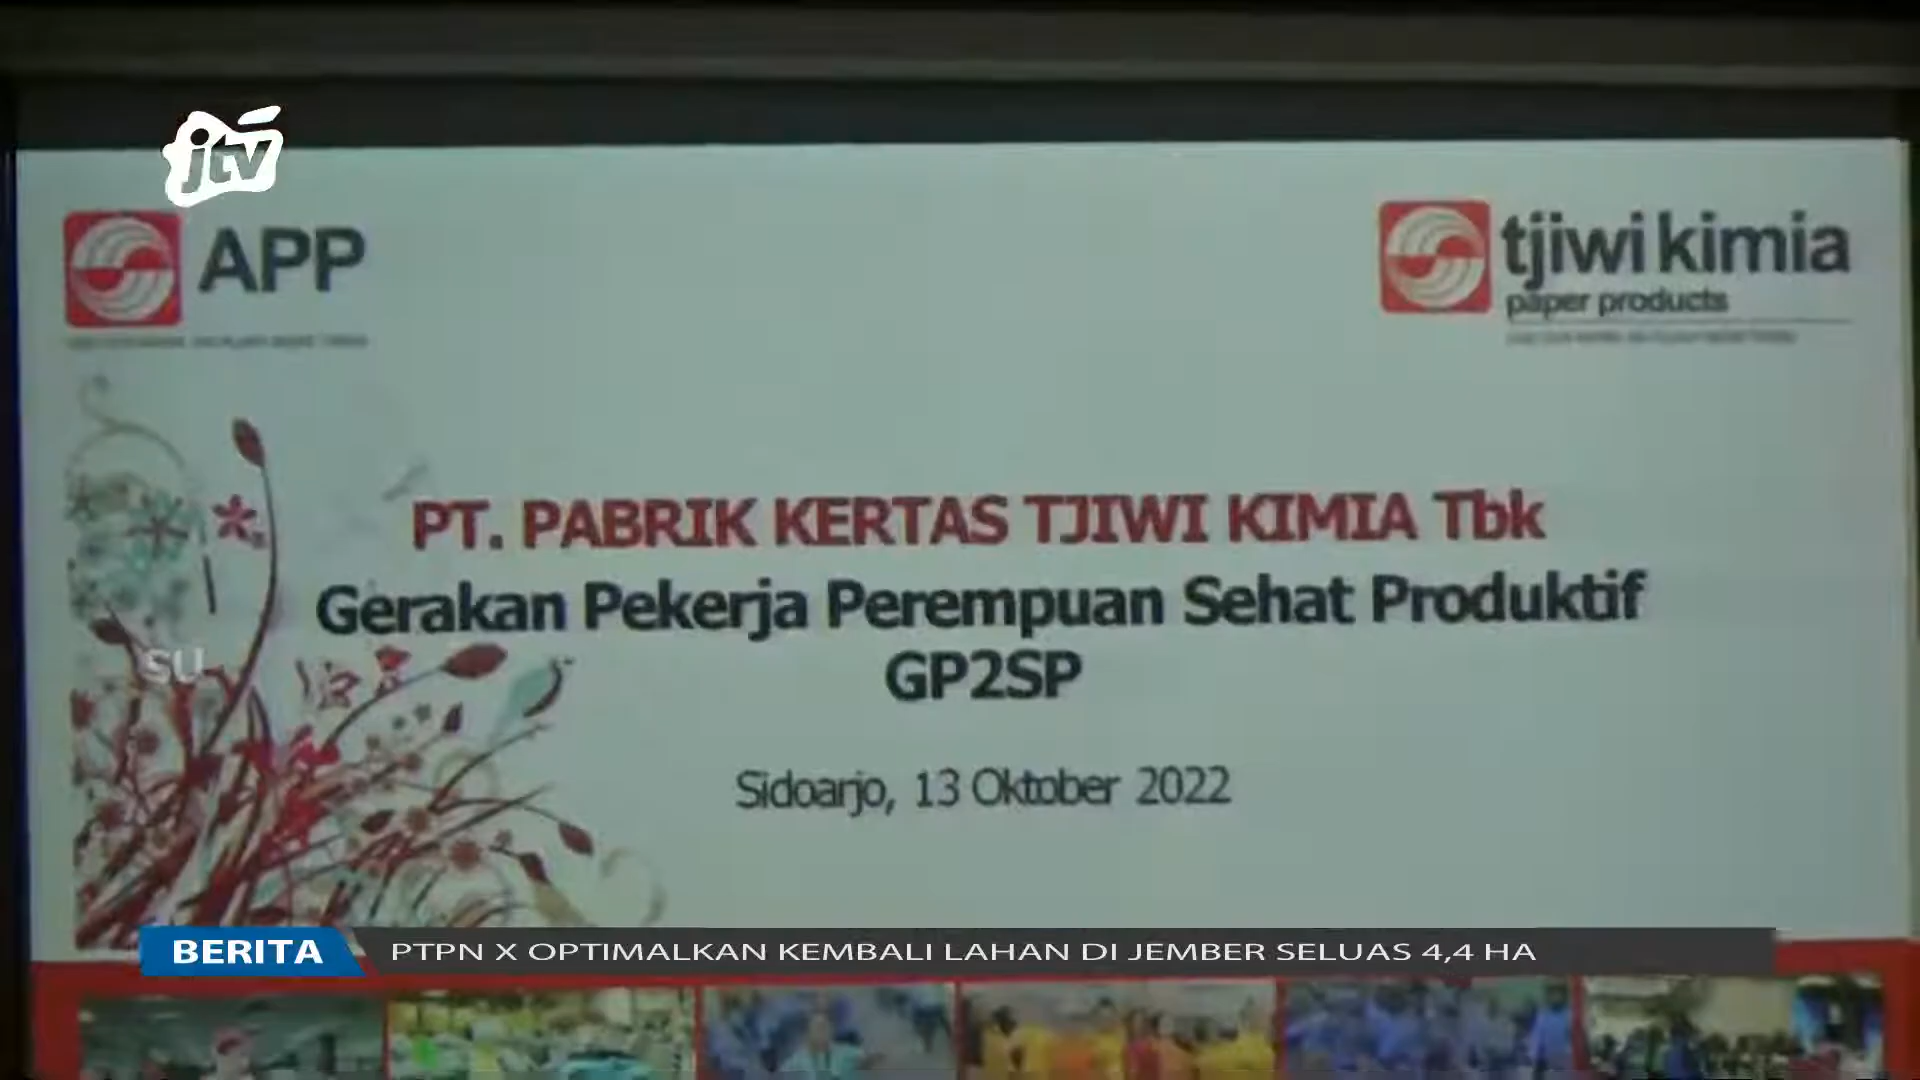 jtv
APP
tjiwi kimia
paper products
PT. PABRIK KERTAS TJIWI KIMIA Tbk
Gerakan Pekerja Perempuan Sehat Produktif
GP2SP
SU
Sidoarjo, 13 Oktober 2022
BERITA
PTPN X OPTIMALKAN KEMBALI LAHAN DI JEMBER SELUAS 4,4 HA